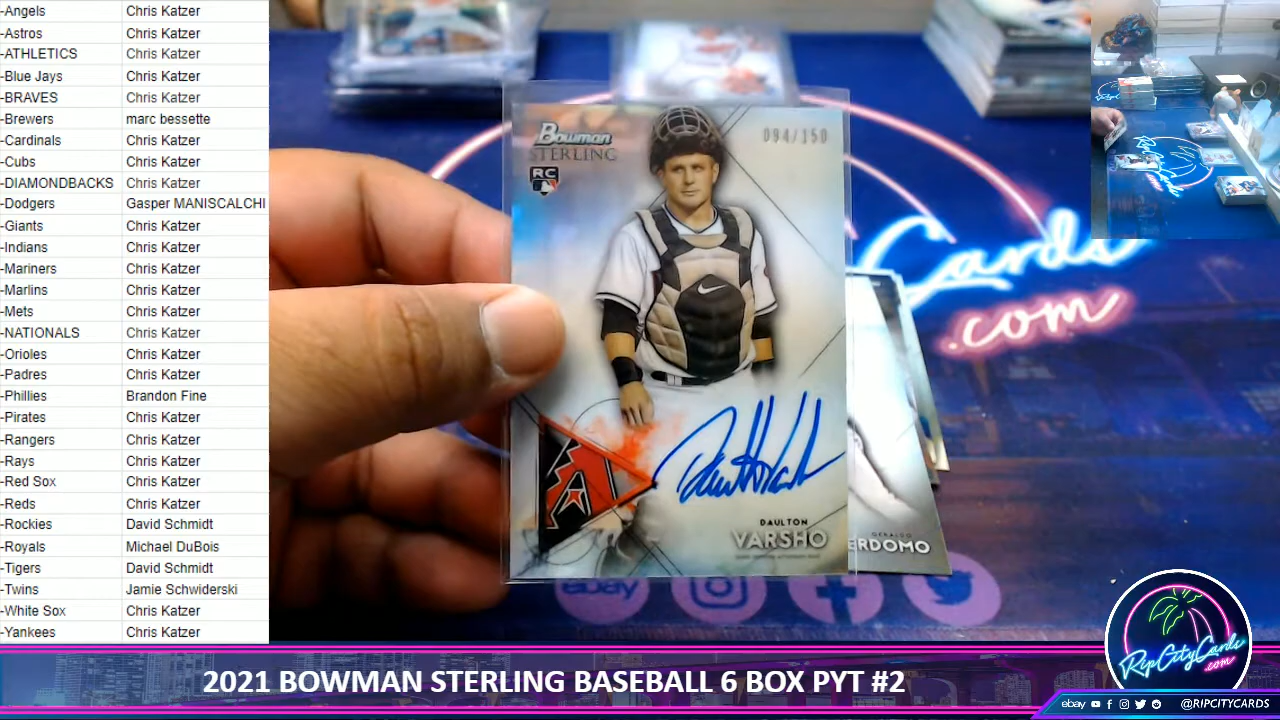 -Angels Chris Katzer
-Astros Chris Katzer
-ATHLETICS Chris Katzer
-Blue Jays Chris Katzer
-BRAVES Chris Katzer
-Brewers marc bessette
-Cardinals Chris Katzer
-Cubs Chris Katzer
-DIAMONDBACKS Chris Katzer
-Dodgers Gasper MANISCALCHI
-Giants Chris Katzer
-Indians Chris Katzer
-Mariners Chris Katzer
-Marlins Chris Katzer
-Mets Chris Katzer
-NATIONALS Chris Katzer
-Orioles Chris Katzer
-Padres Chris Katzer
-Phillies Brandon Fine
-Pirates Chris Katzer
-Rangers Chris Katzer
-Rays Chris Katzer
-Red Sox Chris Katzer
-Reds Chris Katzer
-Rockies David Schmidt
-Royals Michael DuBois
-Tigers David Schmidt
-Twins Jamie Schwiderski
-White Sox Chris Katzer
-Yankees Chris Katzer
Bowman
STERLING
RC
094/150
DAULTON
VARSHO
GERALDO
ERDOMO
Cards
.com
ebay
2021 BOWMAN STERLING BASEBALL 6 BOX PYT #2
RipCityCards
.com
ebay @RIPCITYCARDS